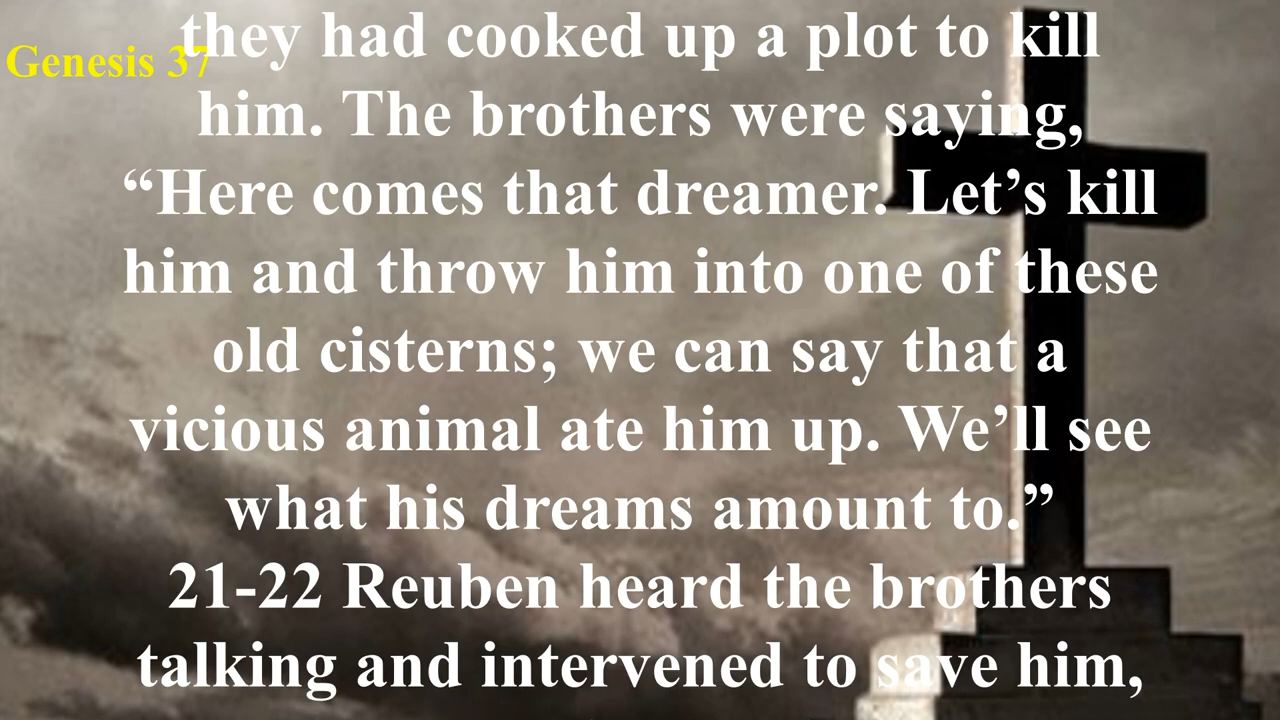 Genesis 37
they had cooked up a plot to kill
him. The brothers were saying,
“Here comes that dreamer. Let’s kill
him and throw him into one of these
old cisterns; we can say that a
vicious animal ate him up. We’ll see
what his dreams amount to.”
21-22 Reuben heard the brothers
talking and intervened to save him,